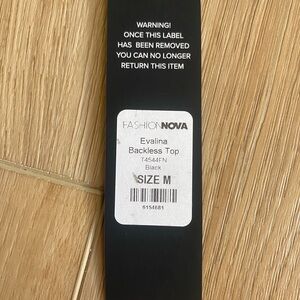 WARNING!
ONCE THIS LABEL
HAS BEEN REMOVED
YOU CAN NO LONGER
RETURN THIS ITEM
FASHIONNOVA
Evalina
Backless Top
T4544FN
Black
SIZE M
6154681